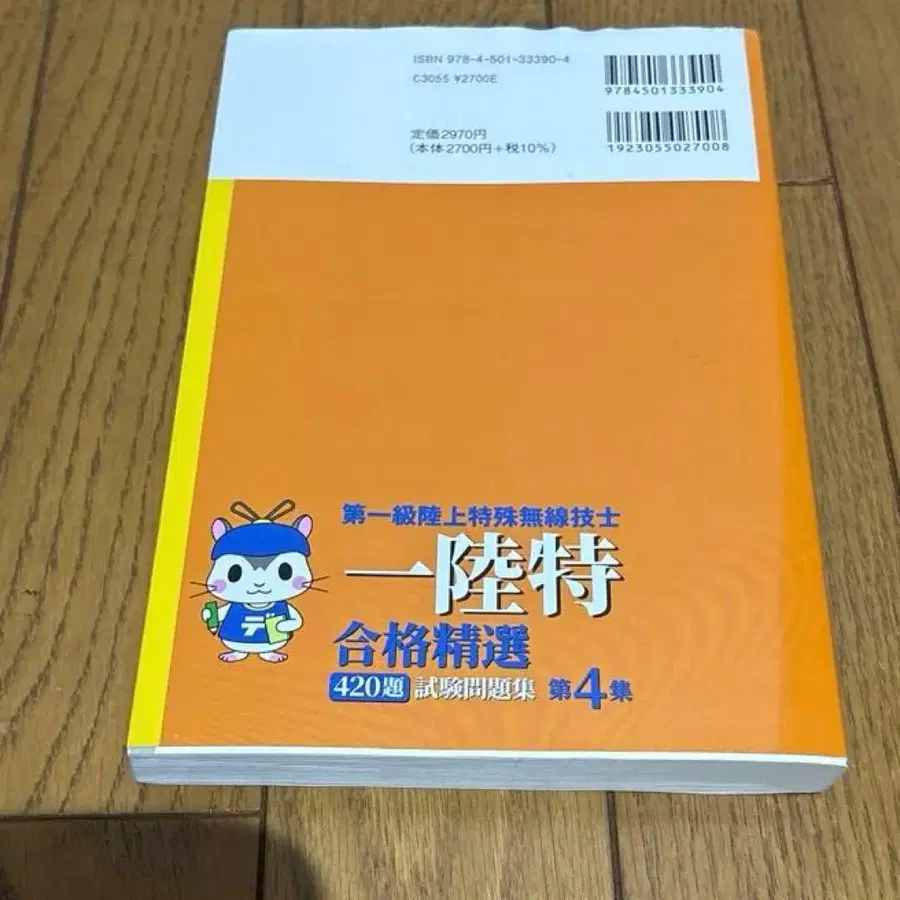 ISBN 978-4-501-33390-4
C3055 ¥2700E
9784501333904
定価2970円
(本体2700円+税10%)
1923055027008
第一級陸上特殊無線技士
一陸特
デ
合格精選
420題 試験問題集 第4集